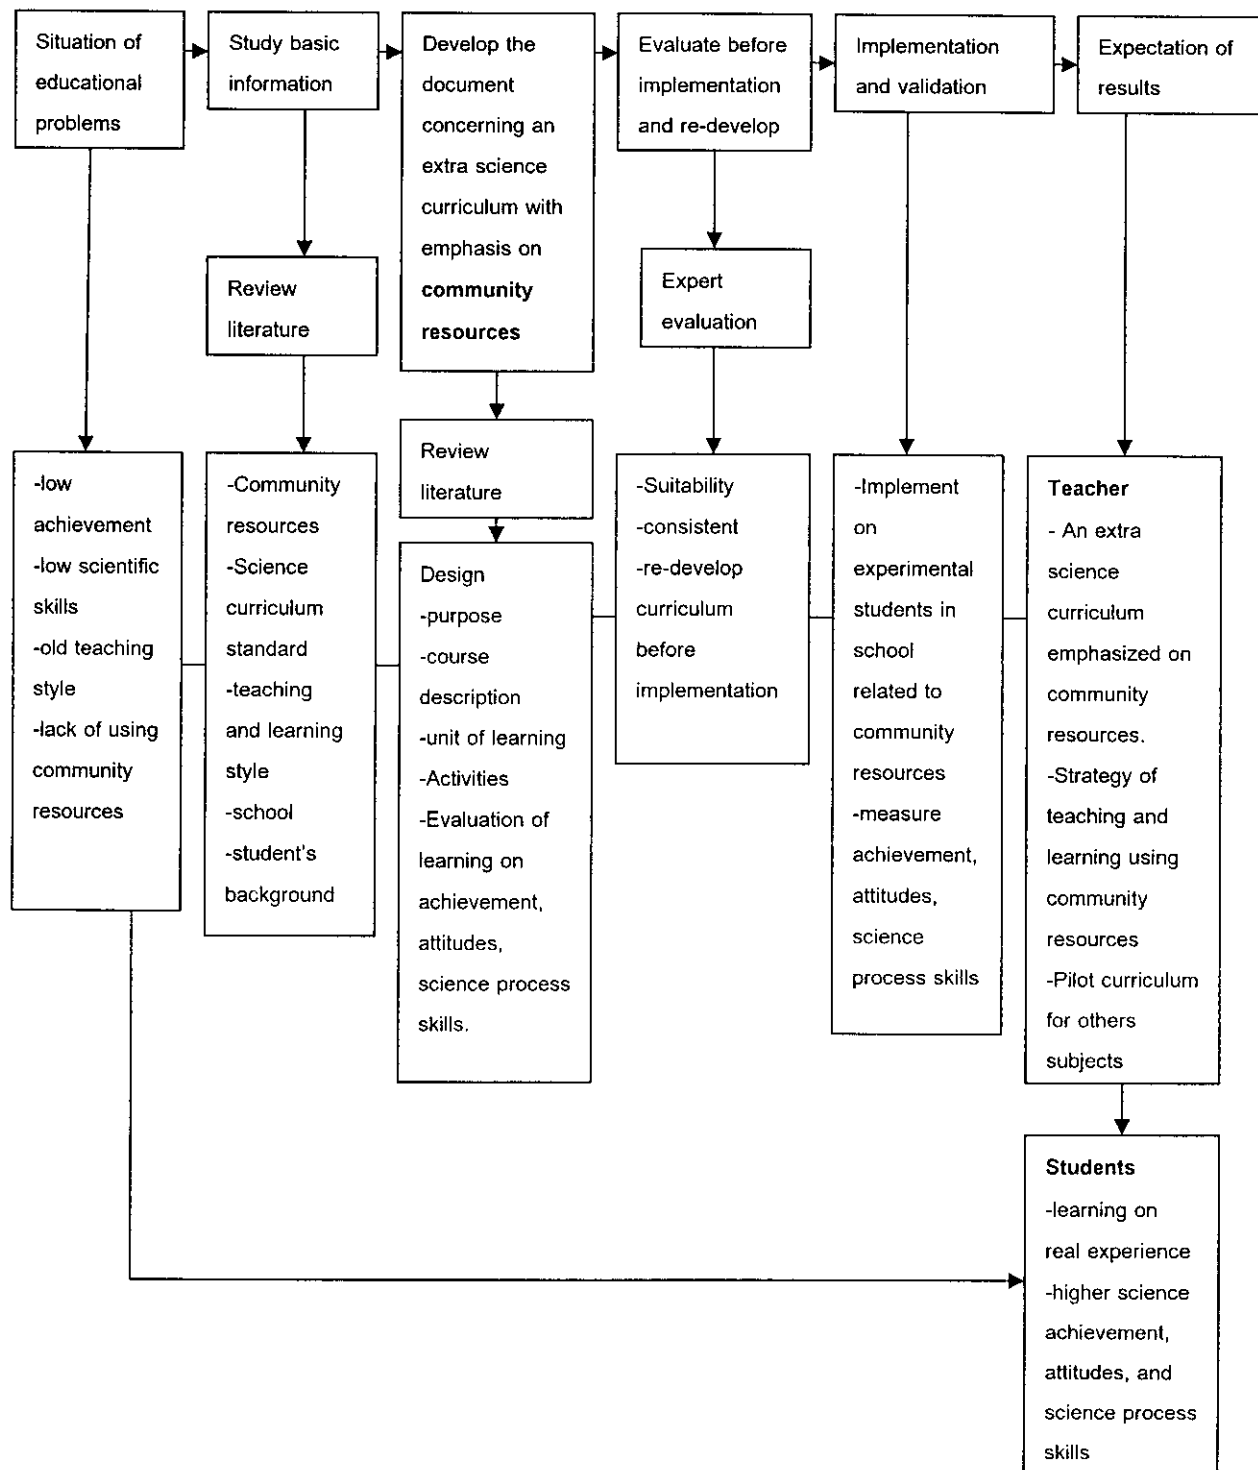 Situation of
educational
problems
Study basic
information
Develop the
document
concerning an
extra science
curriculum with
emphasis on
community
resources
Evaluate before
implementation
and re-develop
Implementation
and validation
Expectation of
results
Review
literature
Expert
evaluation
Review
literature
-low
achievement
-low scientific
skills
-old teaching
style
-lack of using
community
resources
-Community
resources
-Science
curriculum
standard
-teaching
and learning
style
-school
-student's
background
Design
-purpose
-course
description
-unit of learning
-Activities
-Evaluation of
learning on
achievement,
attitudes,
science process
skills.
-Suitability
-consistent
-re-develop
curriculum
before
implementation
-Implement
on
experimental
students in
school
related to
community
resources
-measure
achievement,
attitudes,
science
process skills
Teacher
- An extra
science
curriculum
emphasized on
community
resources.
-Strategy of
teaching and
learning using
community
resources
-Pilot curriculum
for others
subjects
Students
-learning on
real experience
-higher science
achievement,
attitudes, and
science process
skills